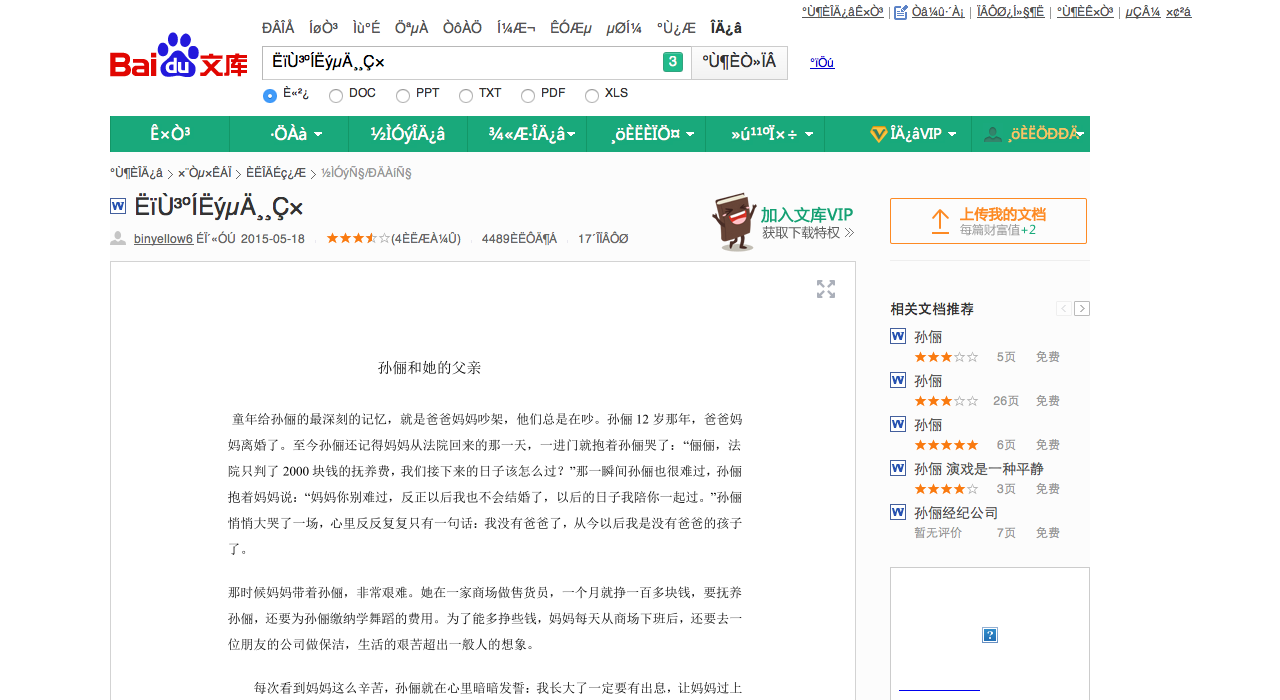 °Ù¶ÈÎÄ¿âÊ×Ò³ | Òâ¼û·´À¡ | ÏÂÔØ¿Í»§¶Ë | °Ù¶ÈÊ×Ò³ | µÇÂ¼ ×¢²á
ÐÂÎÅ ÍøÒ³ Ìù°É ÖªµÀ ÒôÀÖ Í¼Æ¬ ÊÓÆµ µØÍ¼ °Ù¿Æ ÎÄ¿â
Bai du 文库
ËïÙ³ºÍËýµÄ¸¸Ç× 3 °Ù¶ÈÒ»ÏÂ °ïÖú
È«²¿ DOC PPT TXT PDF XLS
Ê×Ò³ ·ÖÀà ½ÌÓýÎÄ¿â ¾«Æ·ÎÄ¿â ¸öÈËÈÏÖ¤ »ú¹¹ºÏ×÷ ÎÄ¿âVIP ¸öÈËÖÐÐÄ
°Ù¶ÈÎÄ¿â > ×¨Òµ×ÊÁÏ > ÈËÎÄÉç¿Æ > ½ÌÓýÑ§/ÐÄÀíÑ§
ËïÙ³ºÍËýµÄ¸¸Ç×
binyellow6 ÉÏ´«ÓÚ 2015-05-18 (4ÈËÆÀ¼Û) 4489ÈËÔÄ¶Á 17´ÎÏÂÔØ
加入文库VIP
获取下载特权
上传我的文档
每篇财富值+2
孙俪和她的父亲
童年给孙俪的最深刻的记忆，就是爸爸妈妈吵架，他们总是在吵。孙俪 12 岁那年，爸爸妈
妈离婚了。至今孙俪还记得妈妈从法院回来的那一天，一进门就抱着孙俪哭了：“俪俪，法
院只判了 2000 块钱的抚养费，我们接下来的日子该怎么过？”那一瞬间孙俪也很难过，孙俪
抱着妈妈说：“妈妈你别难过，反正以后我也不会结婚了，以后的日子我陪你一起过。”孙俪
悄悄大哭了一场，心里反反复复只有一句话：我没有爸爸了，从今以后我是没有爸爸的孩子
了。
那时候妈妈带着孙俪，非常艰难。她在一家商场做售货员，一个月就挣一百多块钱，要抚养
孙俪，还要为孙俪缴纳学舞蹈的费用。为了能多挣些钱，妈妈每天从商场下班后，还要去一
位朋友的公司做保洁，生活的艰苦超出一般人的想象。
每次看到妈妈这么辛苦，孙俪就在心里暗暗发誓：我长大了一定要有出息，让妈妈过上
相关文档推荐
孙俪
5页 免费
孙俪
26页 免费
孙俪
6页 免费
孙俪 演戏是一种平静
3页 免费
孙俪经纪公司
暂无评价 7页 免费